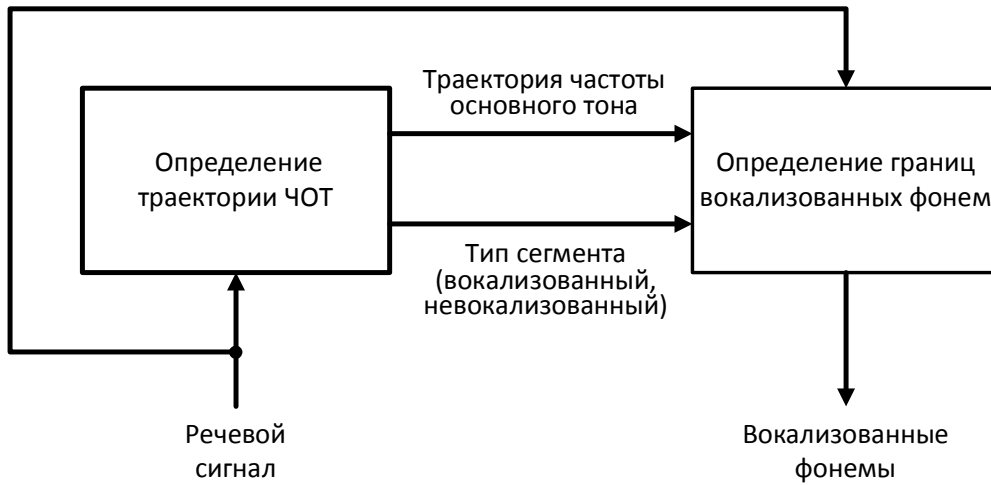 Траектория частоты
основного тона
Определение
траектории ЧОТ
Определение границ
вокализованных фонем
Тип сегмента
(вокализованный,
невокализованный)
Речевой
сигнал
Вокализованные
фонемы